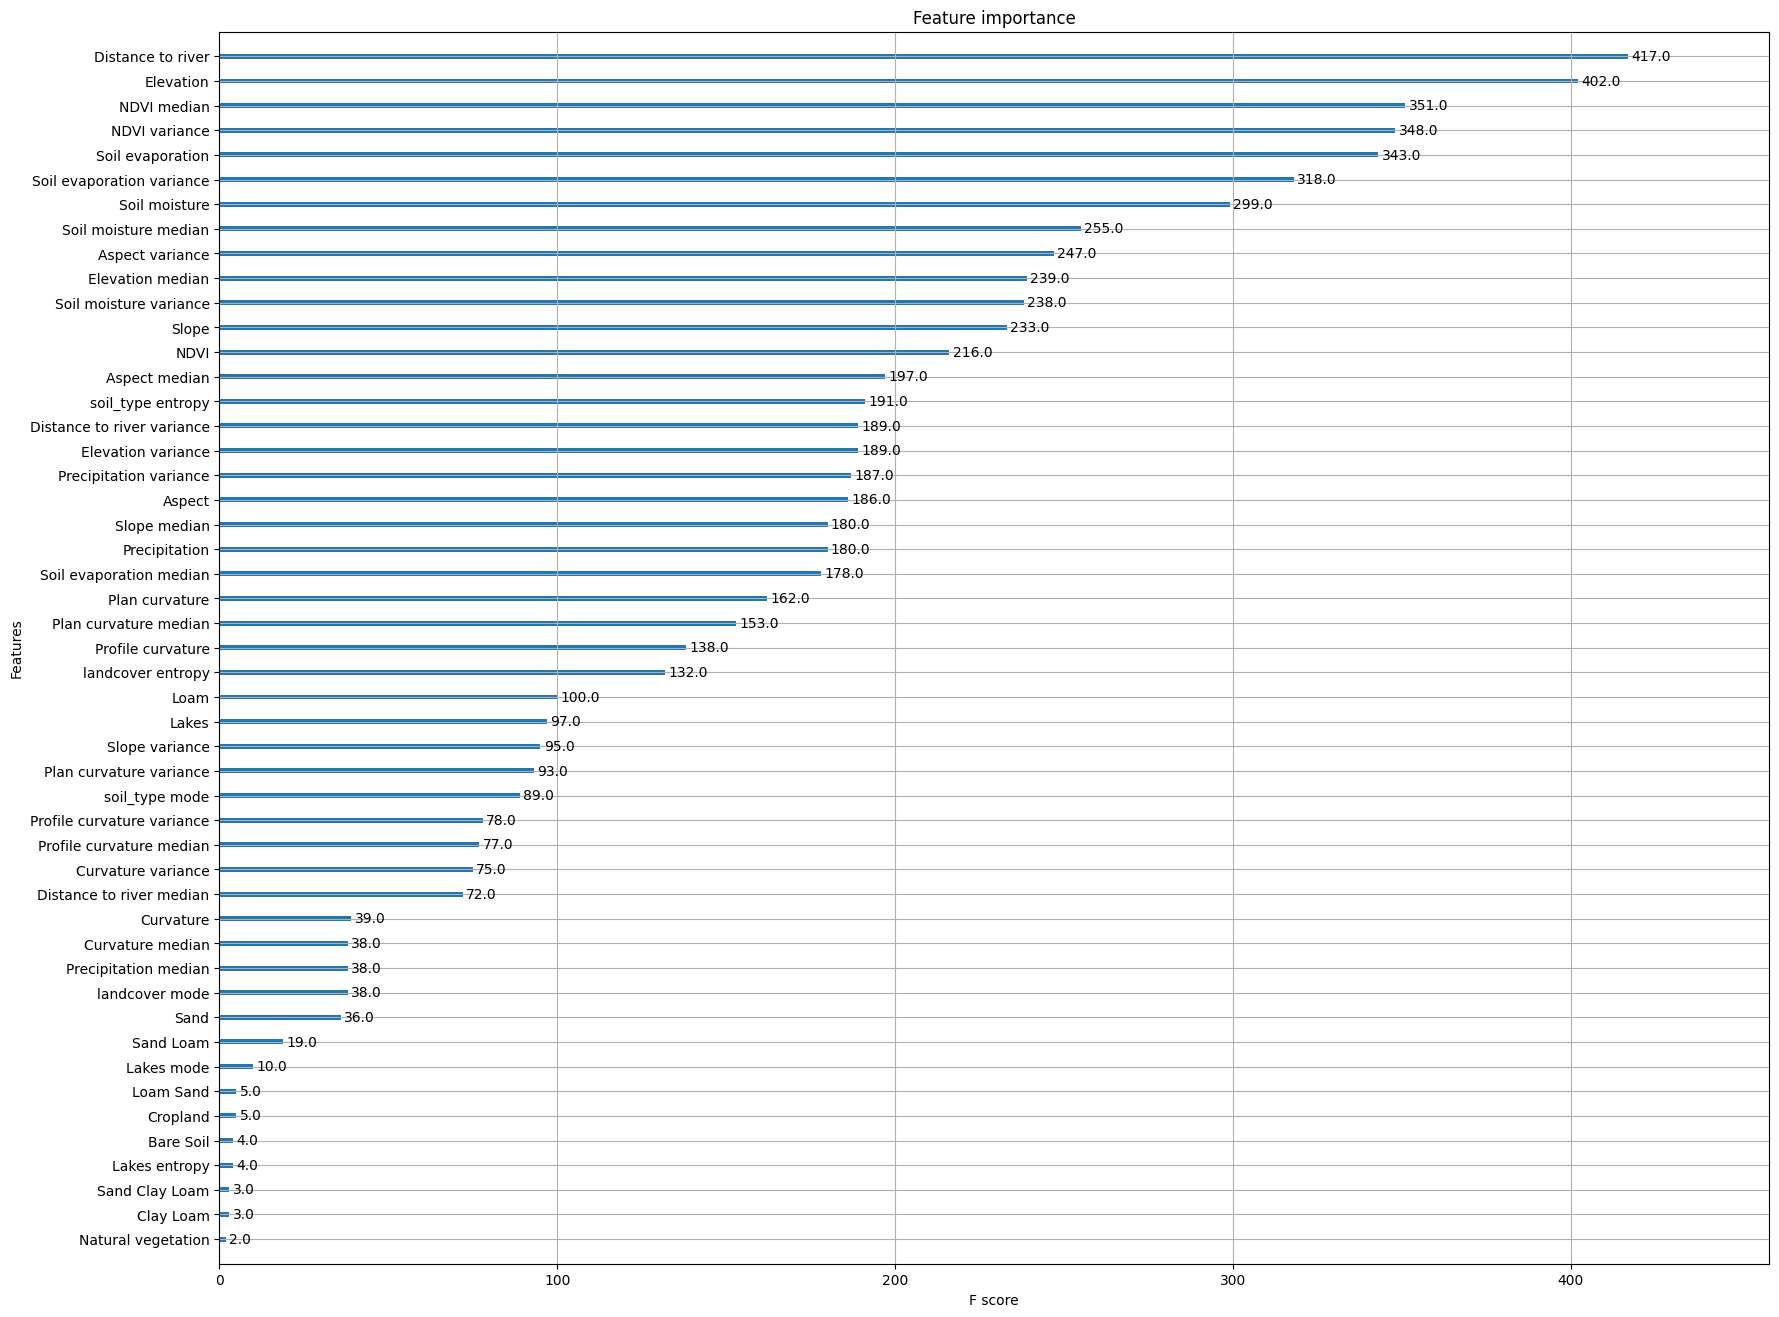 Feature importance
Distance to river 417.0
Elevation 402.0
NDVI median 351.0
NDVI variance 348.0
Soil evaporation 343.0
Soil evaporation variance 318.0
Soil moisture 299.0
Soil moisture median 255.0
Aspect variance 247.0
Elevation median 239.0
Soil moisture variance 238.0
Slope 233.0
NDVI 216.0
Aspect median 197.0
soil_type entropy 191.0
Distance to river variance 189.0
Elevation variance 189.0
Precipitation variance 187.0
Aspect 186.0
Slope median 180.0
Precipitation 180.0
Soil evaporation median 178.0
Plan curvature 162.0
Plan curvature median 153.0
Profile curvature 138.0
landcover entropy 132.0
Loam 100.0
Lakes 97.0
Slope variance 95.0
Plan curvature variance 93.0
soil_type mode 89.0
Profile curvature variance 78.0
Profile curvature median 77.0
Curvature variance 75.0
Distance to river median 72.0
Curvature 39.0
Curvature median 38.0
Precipitation median 38.0
landcover mode 38.0
Sand 36.0
Sand Loam 19.0
Lakes mode 10.0
Loam Sand 5.0
Cropland 5.0
Bare Soil 4.0
Lakes entropy 4.0
Sand Clay Loam 3.0
Clay Loam 3.0
Natural vegetation 2.0
Features
0 100 200 300 400
F score